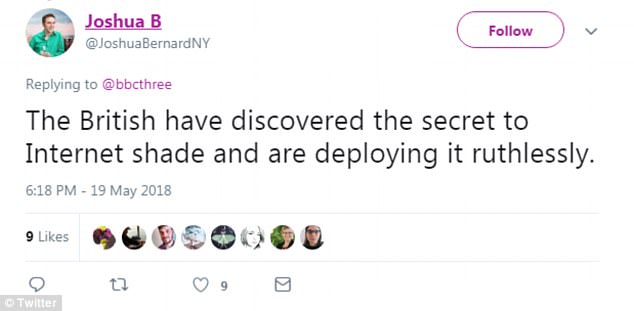 Joshua B
@JoshuaBernardNY
Follow
Replying to @bbcthree
The British have discovered the secret to
Internet shade and are deploying it ruthlessly.
6:18 PM - 19 May 2018
9 Likes
9
© Twitter